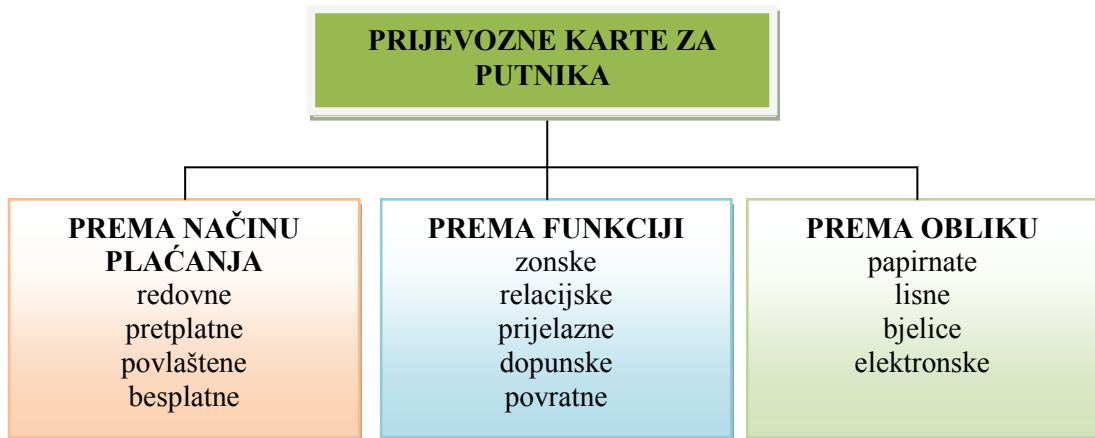 PRIJEVOZNE KARTE ZA
PUTNIKA
PREMA NAČINU
PLAĆANJA
redovne
pretplatne
povlaštene
besplatne
PREMA FUNKCIJI
zonske
relacijske
prijelazne
dopunske
povratne
PREMA OBLIKU
papirnate
lisne
bjelice
elektronske